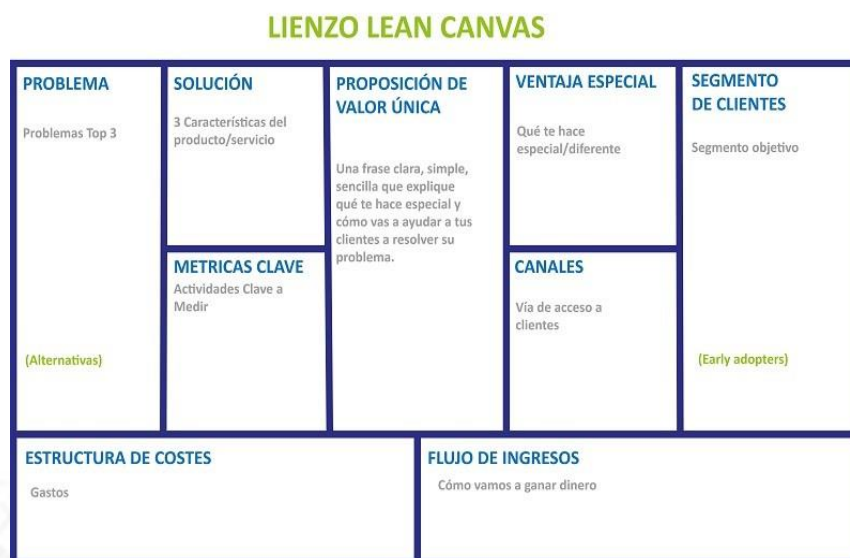 LIENZO LEAN CANVAS
PROBLEMA
Problemas Top 3
(Alternativas)
SOLUCIÓN
3 Características del
producto/servicio
METRICAS CLAVE
Actividades Clave a
Medir
PROPOSICIÓN DE
VALOR ÚNICA
Una frase clara, simple,
sencilla que explique
qué te hace especial y
cómo vas a ayudar a tus
clientes a resolver su
problema.
VENTAJA ESPECIAL
Qué te hace
especial/diferente
CANALES
Vía de acceso a
clientes
SEGMENTO
DE CLIENTES
Segmento objetivo
(Early adopters)
ESTRUCTURA DE COSTES
Gastos
FLUJO DE INGRESOS
Cómo vamos a ganar dinero